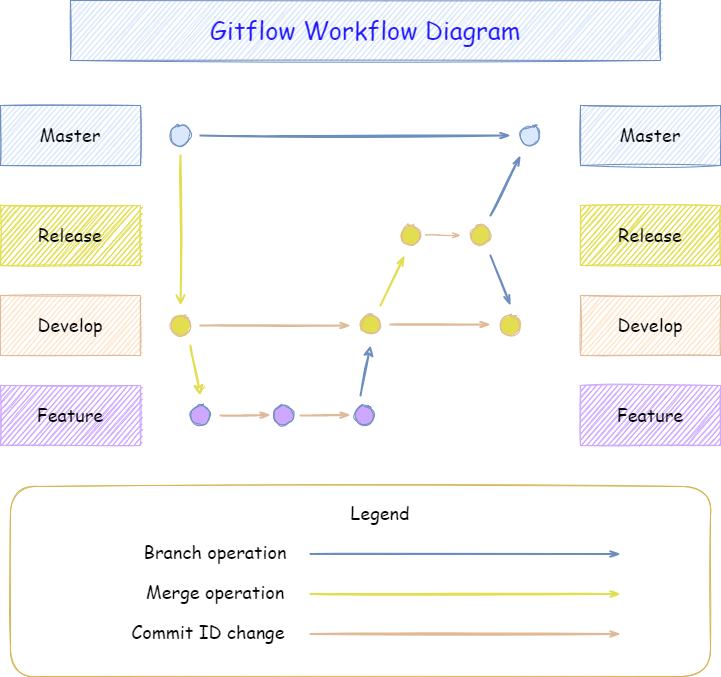 Gitflow Workflow Diagram
Master
Master
Release
Release
Develop
Develop
Feature
Feature
Legend
Branch operation
Merge operation
Commit ID change